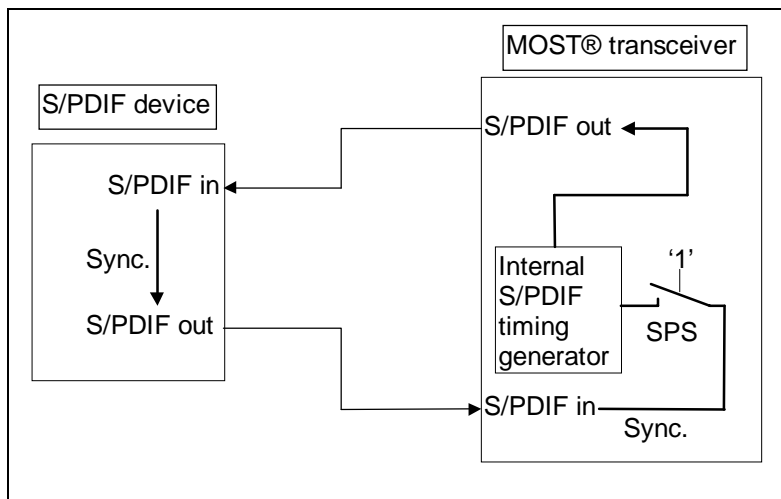 MOST® transceiver
S/PDIF device
S/PDIF out
S/PDIF in
Sync.
S/PDIF out
Internal
S/PDIF
timing
generator
‘1’
SPS
S/PDIF in
Sync.